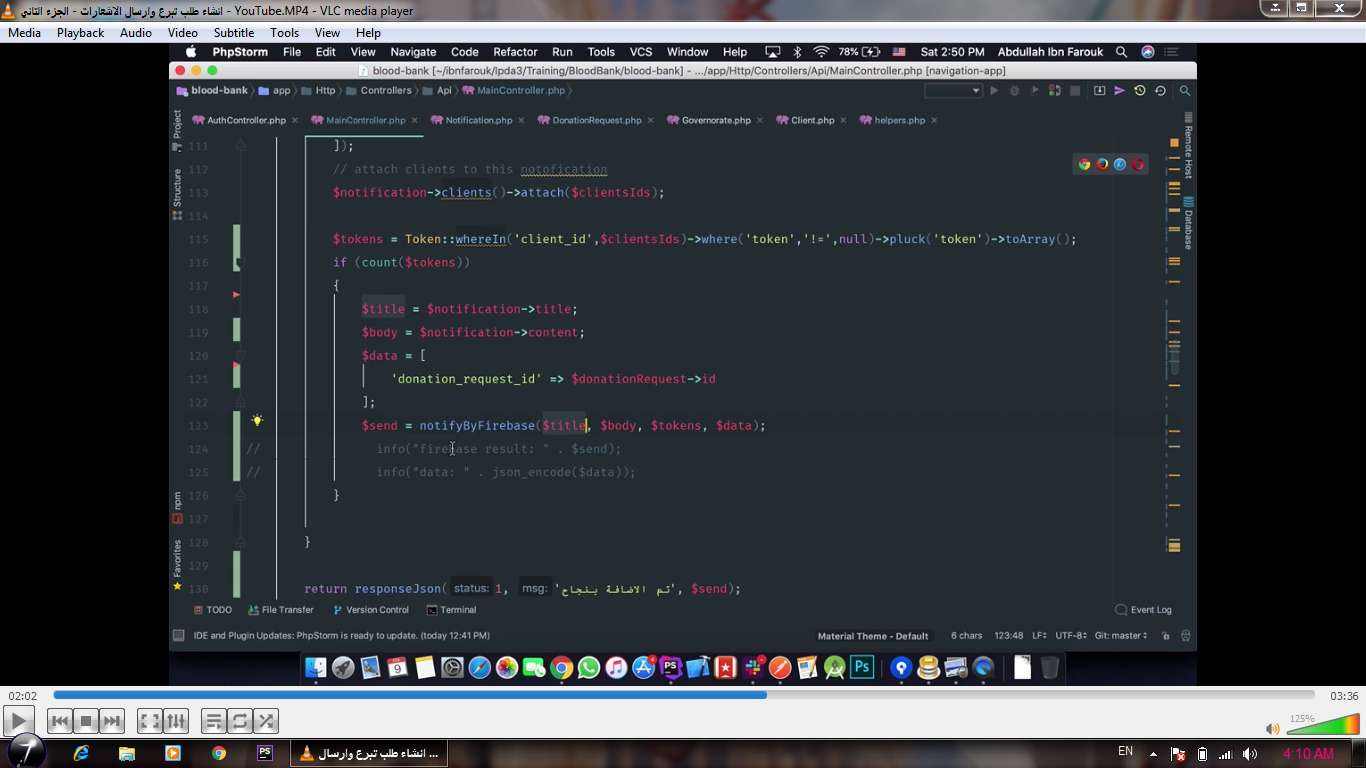 انشاء طلب تبرع وارسال الاشعارات - الجزء الثاني - YouTube.MP4 - VLC media player
Media Playback Audio Video Subtitle Tools View Help
PhpStorm File Edit View Navigate Code Refactor Run Tools VCS Window Help 78% Sat 2:50 PM Abdullah Ibn Farouk
blood-bank [~/ibnfarouk/lpda3/Training/BloodBank/blood-bank] - .../app/Http/Controllers/Api/MainController.php [navigation-app]
blood-bank app Http Controllers Api MainController.php
AuthController.php MainController.php Notification.php DonationRequest.php Governorate.php Client.php helpers.php
Project
Structure
npm
Favorites
Remote Host
Database
111 ]);
112 // attach clients to this notofication
113 $notification->clients()->attach($clientsIds);
114
115 $tokens = Token::whereIn('client_id',$clientsIds)->where('token','!=',null)->pluck('token')->toArray();
116 if (count($tokens))
117 {
118 $title = $notification->title;
119 $body = $notification->content;
120 $data = [
121 'donation_request_id' => $donationRequest->id
122 ];
123 $send = notifyByFirebase($title, $body, $tokens, $data);
124 // info("firebase result: " . $send);
125 // info("data: " . json_encode($data));
126 }
127
128 }
129
130 return responseJson( status: 1, msg: 'تم الاضافة بنجاح', $send);
TODO File Transfer Version Control Terminal Event Log
IDE and Plugin Updates: PhpStorm is ready to update. (today 12:41 PM) Material Theme - Default 6 chars 123:48 LF UTF-8 Git: master
9
PS
Ps
02:02 03:36
125%
PS انشاء طلب تبرع وارسال ... EN 4:10 AM